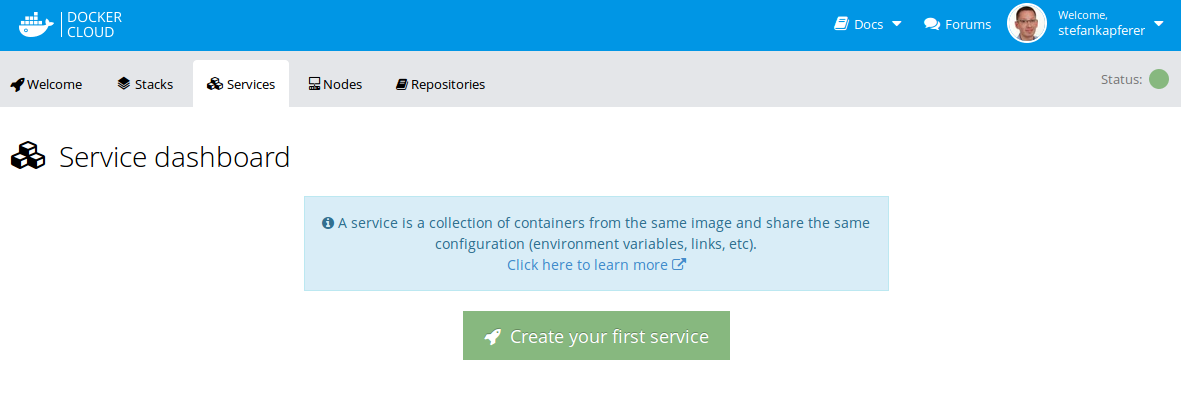 DOCKER
CLOUD
Docs
Forums
Welcome,
stefankapferer
Welcome
Stacks
Services
Nodes
Repositories
Status:
Service dashboard
A service is a collection of containers from the same image and share the same
configuration (environment variables, links, etc).
Click here to learn more
Create your first service